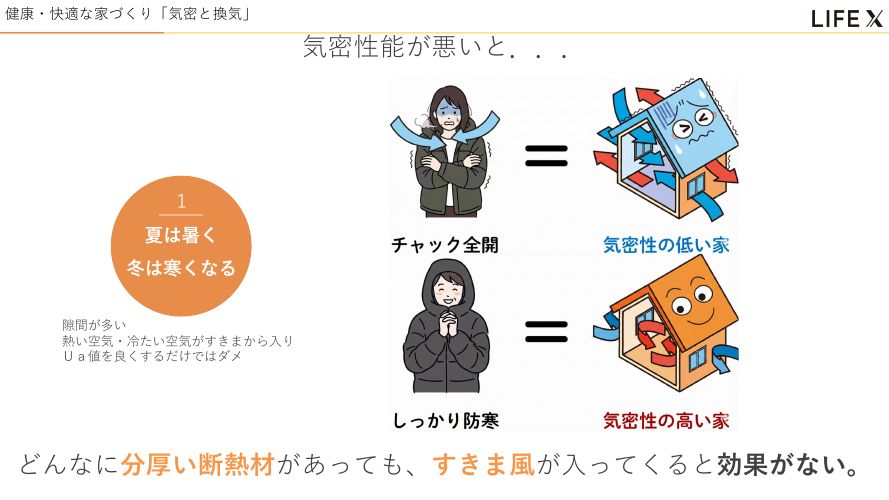 健康・快適な家づくり「気密と換気」
LIFE X
気密性能が悪いと．．．
1
夏は暑く
冬は寒くなる
隙間が多い
熱い空気・冷たい空気がすきまから入り
Ｕａ値を良くするだけではダメ
チャック全開
＝
気密性の低い家
しっかり防寒
＝
気密性の高い家
どんなに分厚い断熱材があっても、すきま風が入ってくると効果がない。